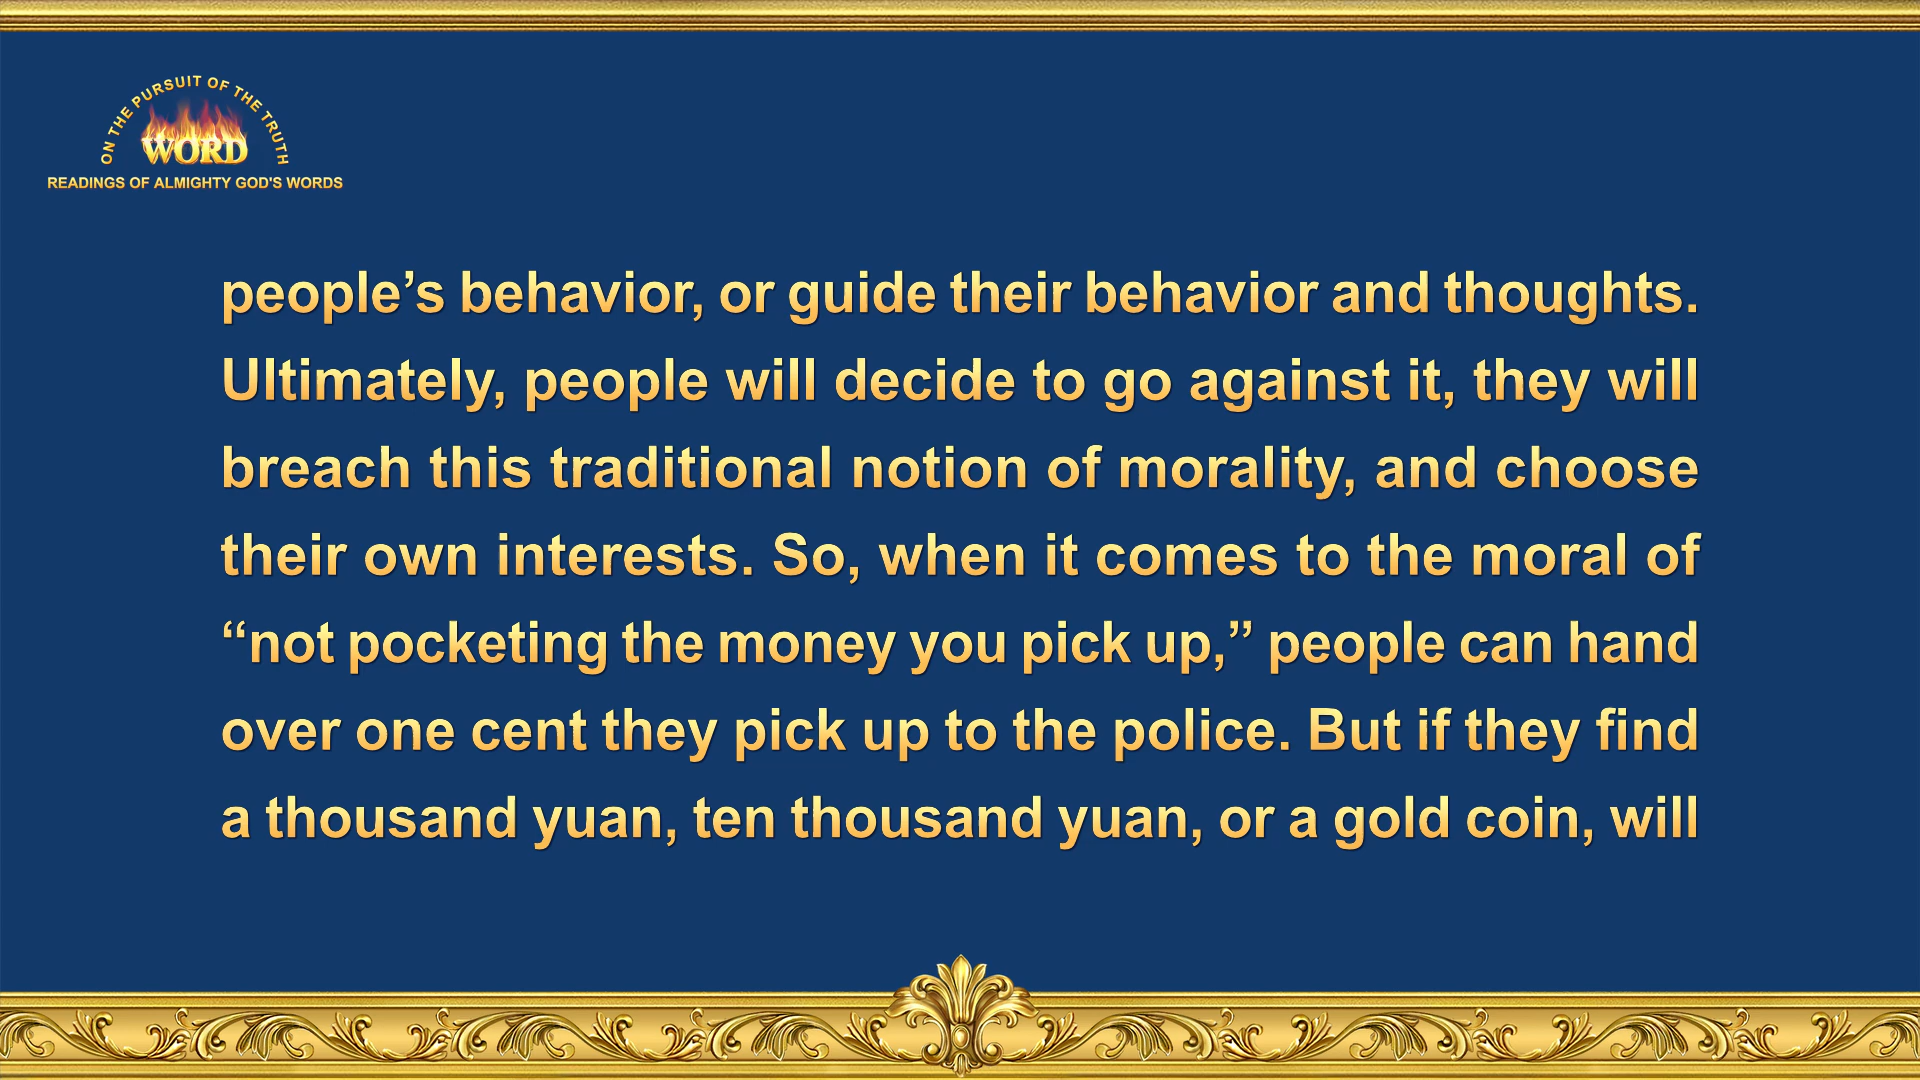 ON THE PURSUIT OF THE TRUTH
WORD
READINGS OF ALMIGHTY GOD'S WORDS
people’s behavior, or guide their behavior and thoughts.
Ultimately, people will decide to go against it, they will
breach this traditional notion of morality, and choose
their own interests. So, when it comes to the moral of
“not pocketing the money you pick up,” people can hand
over one cent they pick up to the police. But if they find
a thousand yuan, ten thousand yuan, or a gold coin, will